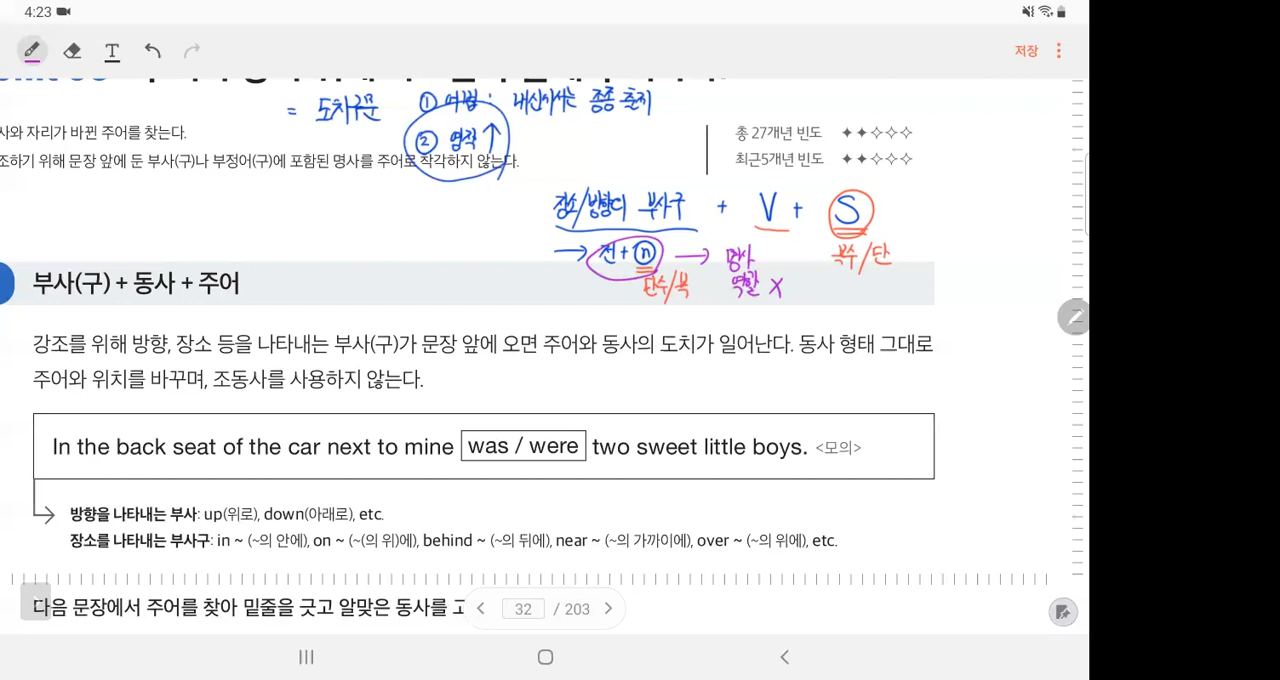 4:23
저장
= 도치구문 ① 어법 : 내신에서는 종종 출제
② 영작 ↑
사와 자리가 바뀐 주어를 찾는다.
조하기 위해 문장 앞에 둔 부사(구)나 부정어(구)에 포함된 명사를 주어로 착각하지 않는다.
총 27개년 빈도 ✦✦✧✧✧
최근5개년 빈도 ✦✦✧✧✧
장소/방향의 부사구 + V + S
→ 전+ⓝ → 명사 역할 X
단수/복
복수/단
부사(구) + 동사 + 주어
강조를 위해 방향, 장소 등을 나타내는 부사(구)가 문장 앞에 오면 주어와 동사의 도치가 일어난다. 동사 형태 그대로
주어와 위치를 바꾸며, 조동사를 사용하지 않는다.
In the back seat of the car next to mine was / were two sweet little boys. <모의>
방향을 나타내는 부사: up(위로), down(아래로), etc.
장소를 나타내는 부사구: in ~ (~의 안에), on ~ (~(의 위)에), behind ~ (~의 뒤에), near ~ (~의 가까이에), over ~ (~의 위에), etc.
다음 문장에서 주어를 찾아 밑줄을 긋고 알맞은 동사를 고
32 / 203